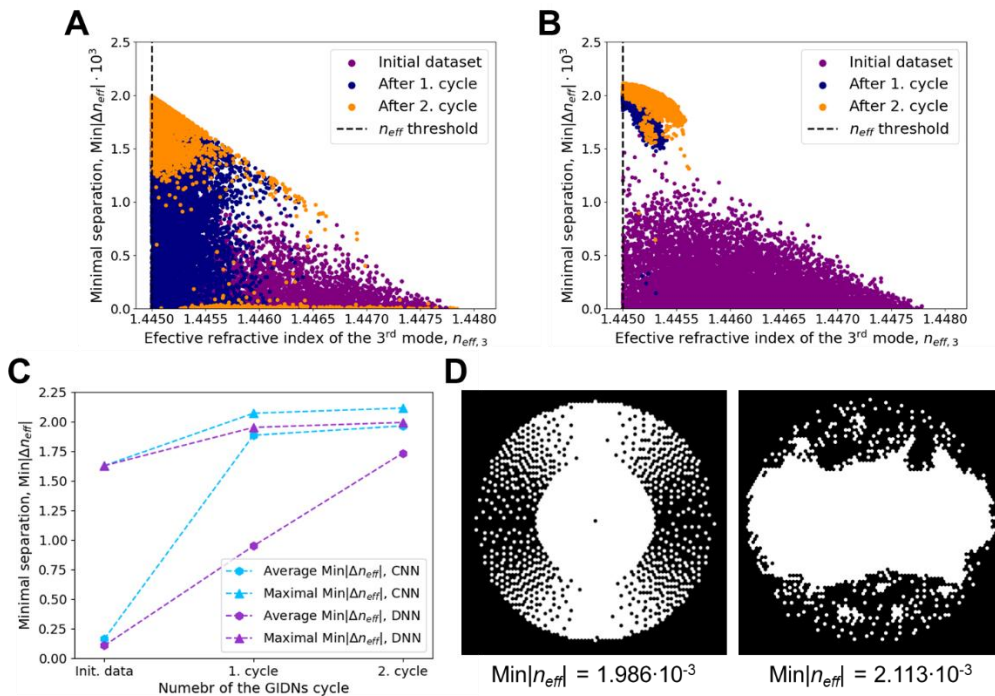 A
B
2.5
2.0
1.5
1.0
0.5
0.0
Minimal separation, Min|Δn_eff| · 10³
Initial dataset
After 1. cycle
After 2. cycle
n_eff threshold
1.4450 1.4455 1.4460 1.4465 1.4470 1.4475 1.4480
Efective refractive index of the 3rd mode, n_eff,3
2.5
2.0
1.5
1.0
0.5
0.0
Minimal separation, Min|Δn_eff| · 10³
Initial dataset
After 1. cycle
After 2. cycle
n_eff threshold
1.4450 1.4455 1.4460 1.4465 1.4470 1.4475 1.4480
Efective refractive index of the 3rd mode, n_eff,3
C
2.25
2.00
1.75
1.50
1.25
1.00
0.75
0.50
0.25
0.00
Minimal separation, Min|Δn_eff|
Average Min|Δn_eff|, CNN
Maximal Min|Δn_eff|, CNN
Average Min|Δn_eff|, DNN
Maximal Min|Δn_eff|, DNN
Init. data 1. cycle 2. cycle
Numebr of the GIDNs cycle
D
Min|n_eff| = 1.986·10⁻³
Min|n_eff| = 2.113·10⁻³